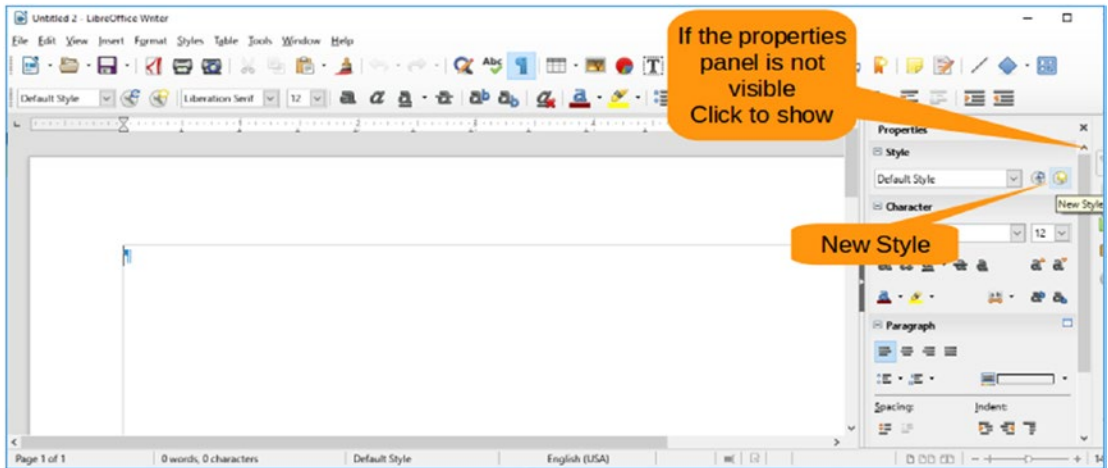 Untitled 2 - LibreOffice Writer
File Edit View Insert Format Styles Table Tools Window Help
If the properties
panel is not
visible
Click to show
Default Style
Liberation Serif
12
Properties
Style
Default Style
New Style
Character
12
New Style
Paragraph
Spacing:
Indent:
Page 1 of 1
0 words, 0 characters
Default Style
English (USA)